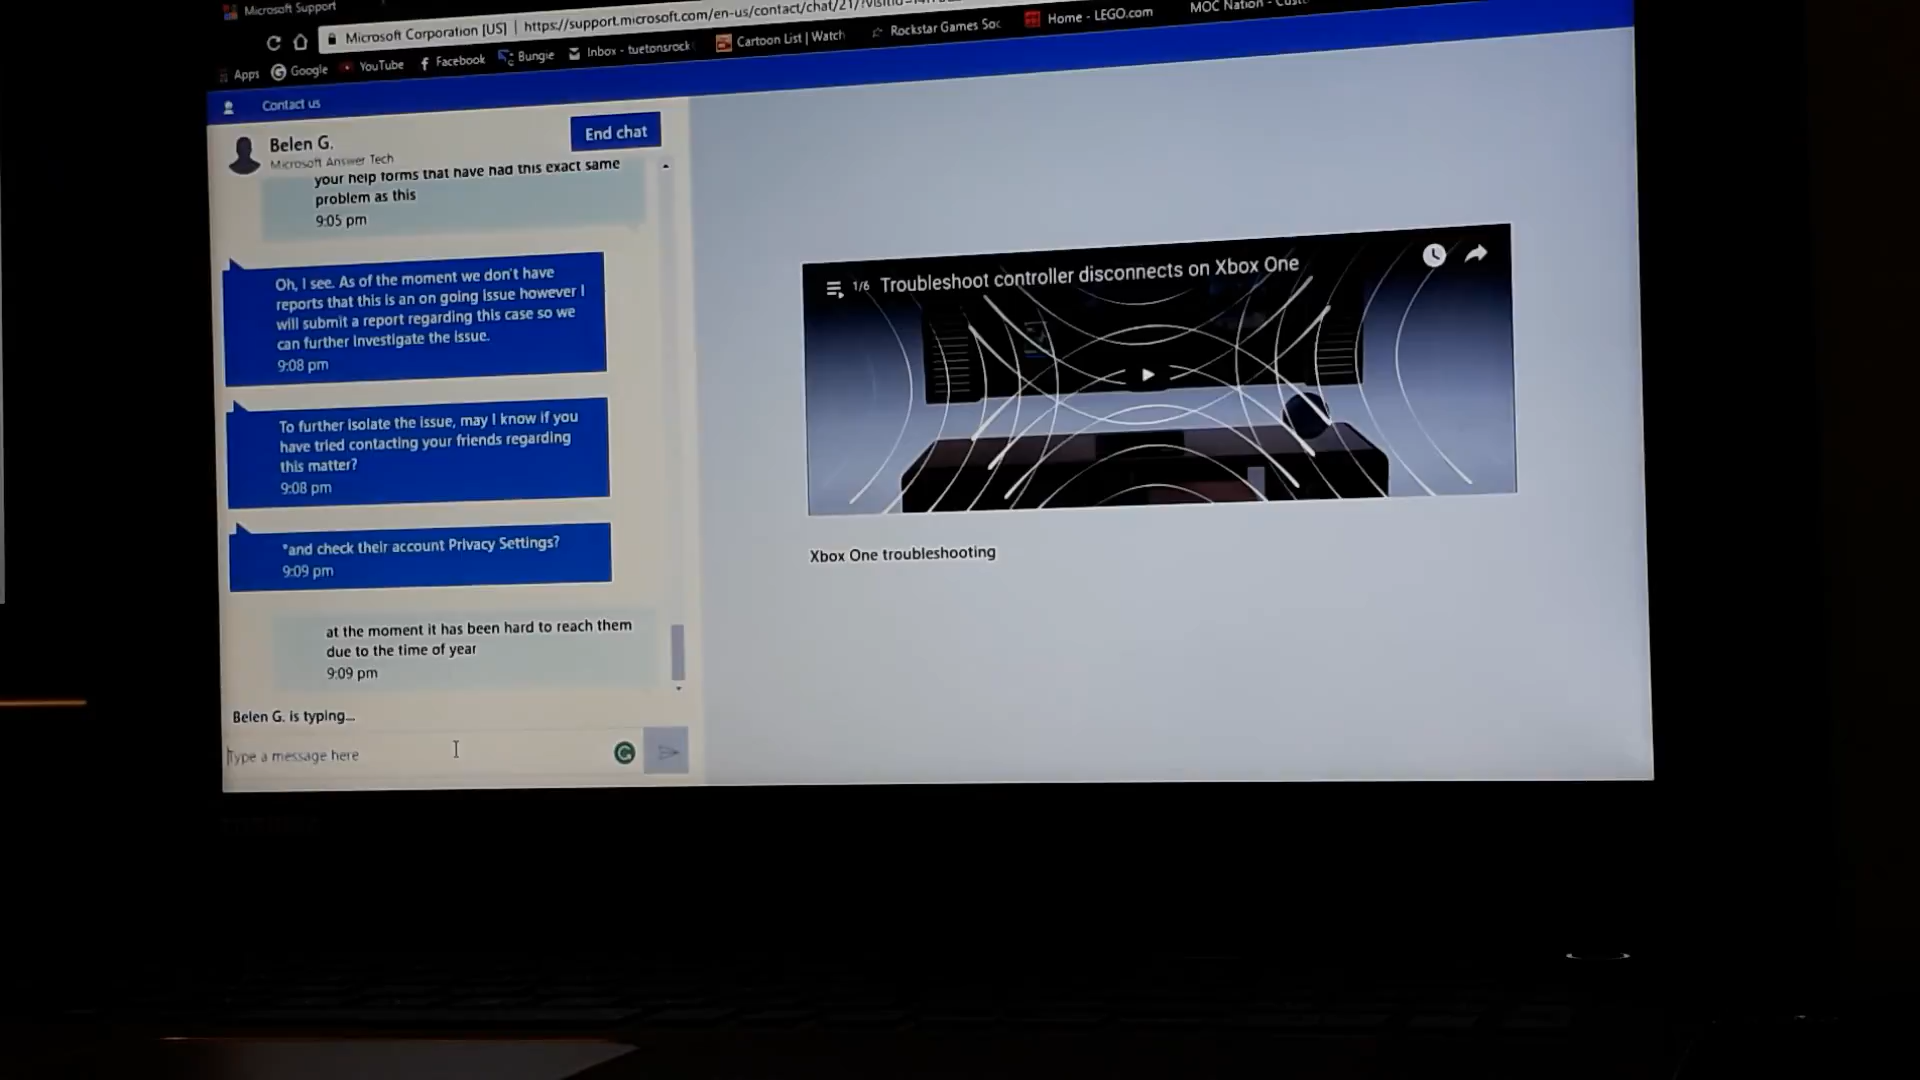 Microsoft Support
Microsoft Corporation [US] | https://support.microsoft.com/en-us/contact/chat/21/?visitId=
Apps Google YouTube Facebook Bungie Inbox - tuetonsrock Cartoon List | Watch Rockstar Games Soc Home - LEGO.com MOC Nation -
Contact us
Belen G.
Microsoft Answer Tech
End chat
your help forms that have had this exact same
problem as this
9:05 pm
Oh, I see. As of the moment we don't have
reports that this is an on going issue however I
will submit a report regarding this case so we
can further investigate the issue.
9:08 pm
To further isolate the issue, may I know if you
have tried contacting your friends regarding
this matter?
9:08 pm
*and check their account Privacy Settings?
9:09 pm
at the moment it has been hard to reach them
due to the time of year
9:09 pm
Belen G. is typing...
Type a message here
1/6 Troubleshoot controller disconnects on Xbox One
Xbox One troubleshooting